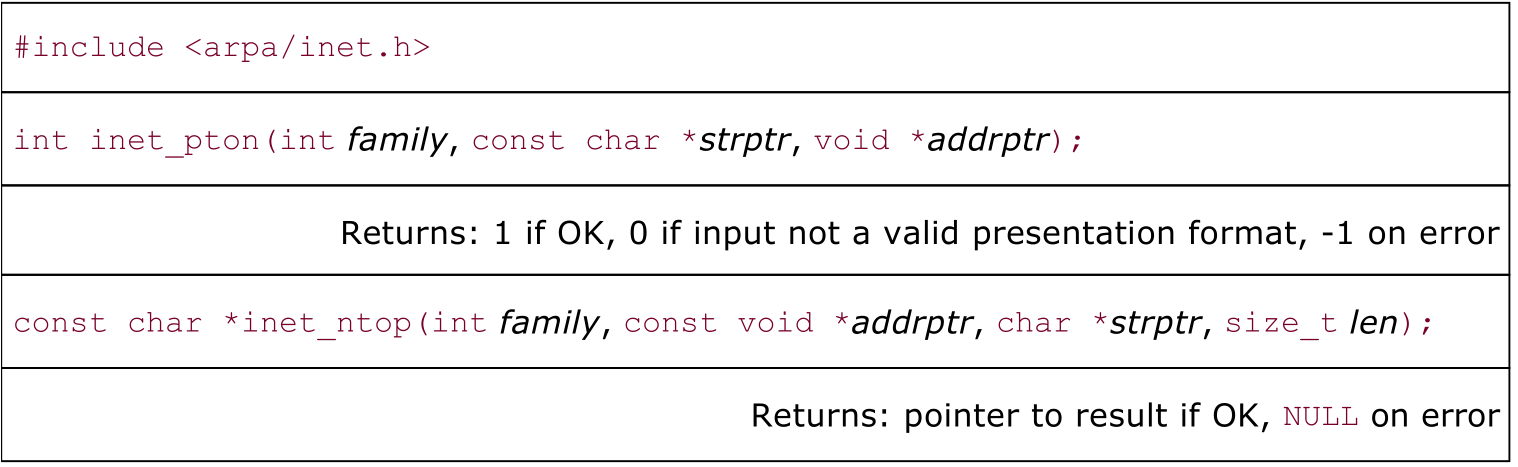 #include <arpa/inet.h>
int inet_pton(int family, const char *strptr, void *addrptr);
Returns: 1 if OK, 0 if input not a valid presentation format, -1 on error
const char *inet_ntop(int family, const void *addrptr, char *strptr, size_t len);
Returns: pointer to result if OK, NULL on error